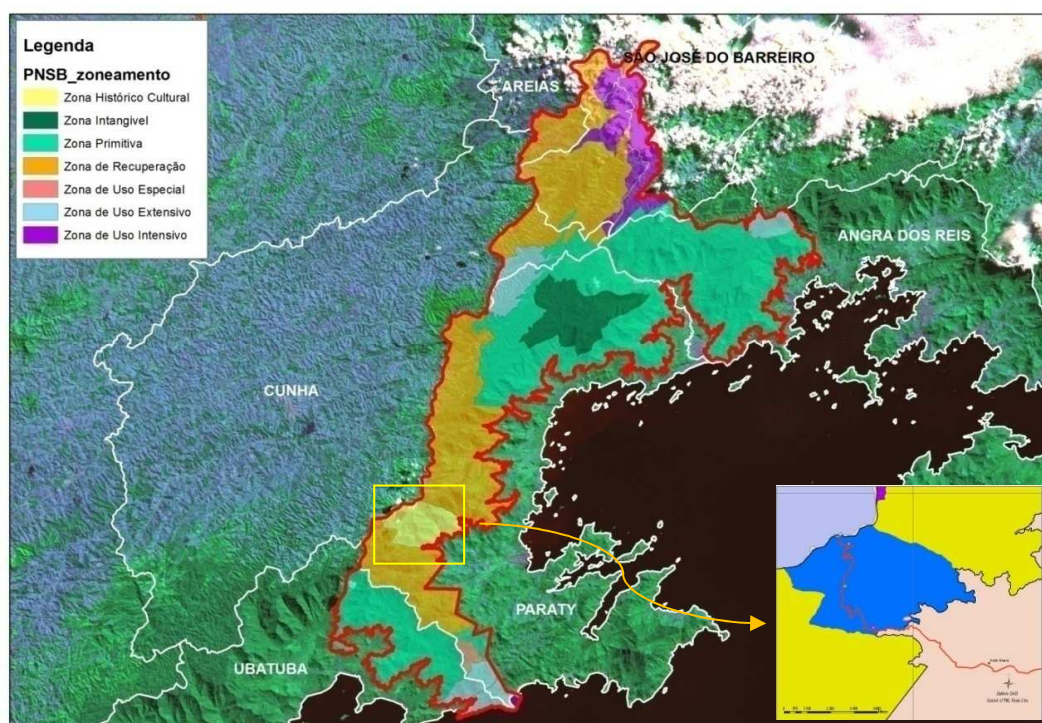 Legenda
PNSB_zoneamento
Zona Histórico Cultural
Zona Intangivel
Zona Primitiva
Zona de Recuperação
Zona de Uso Especial
Zona de Uso Extensivo
Zona de Uso Intensivo
SÃO JOSÉ DO BARREIRO
AREIAS
ANGRA DOS REIS
CUNHA
PARATY
UBATUBA